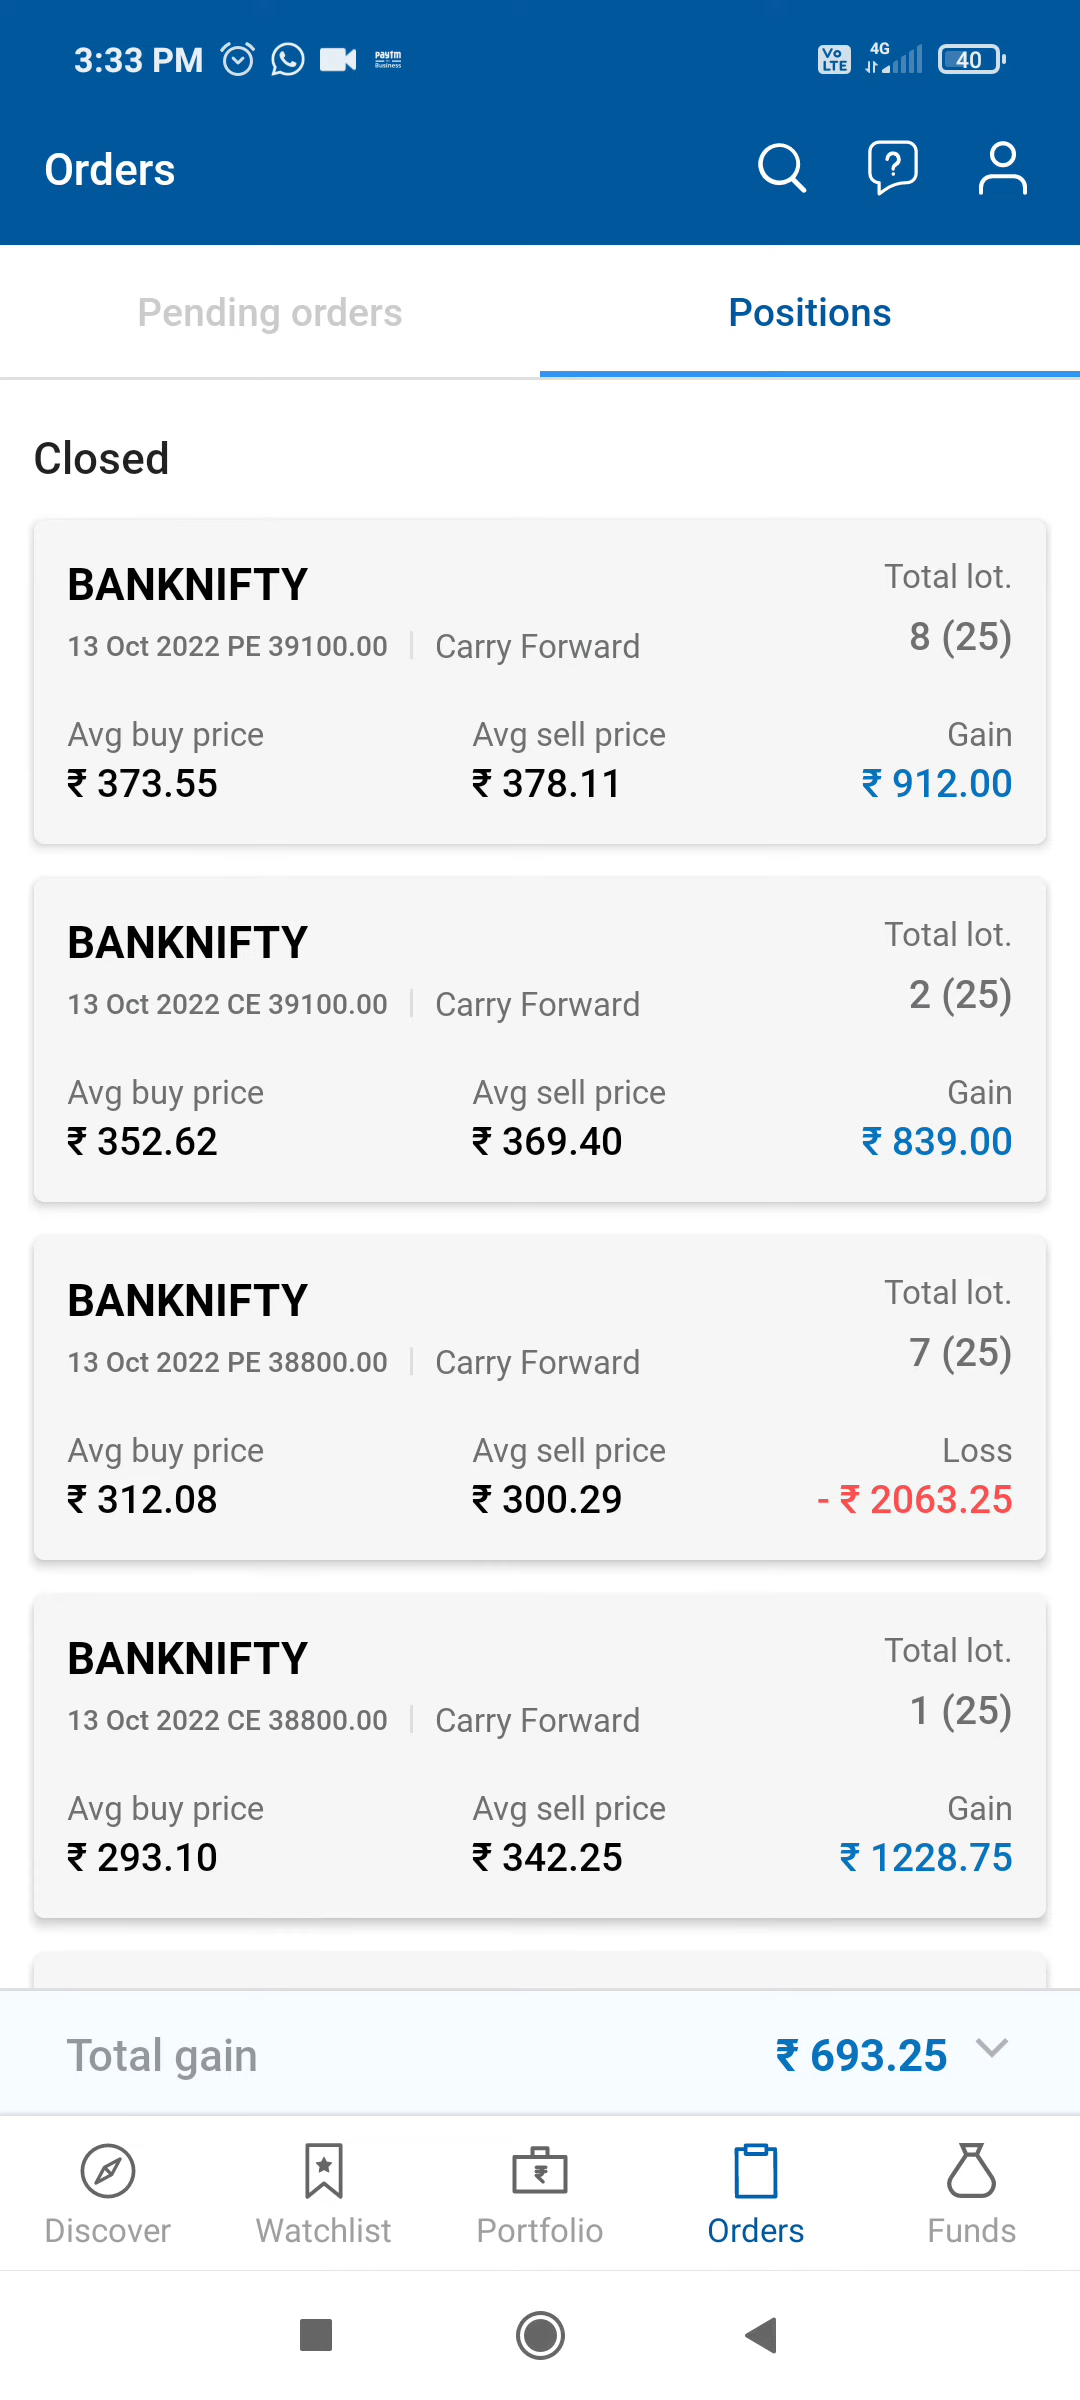 3:33 PM
paytm
Business
Vo
LTE
4G
40
Orders
Pending orders
Positions
Closed
BANKNIFTY
Total lot.
13 Oct 2022 PE 39100.00 | Carry Forward
8 (25)
Avg buy price Avg sell price Gain
₹ 373.55 ₹ 378.11 ₹ 912.00
BANKNIFTY
Total lot.
13 Oct 2022 CE 39100.00 | Carry Forward
2 (25)
Avg buy price Avg sell price Gain
₹ 352.62 ₹ 369.40 ₹ 839.00
BANKNIFTY
Total lot.
13 Oct 2022 PE 38800.00 | Carry Forward
7 (25)
Avg buy price Avg sell price Loss
₹ 312.08 ₹ 300.29 - ₹ 2063.25
BANKNIFTY
Total lot.
13 Oct 2022 CE 38800.00 | Carry Forward
1 (25)
Avg buy price Avg sell price Gain
₹ 293.10 ₹ 342.25 ₹ 1228.75
Total gain ₹ 693.25
Discover Watchlist Portfolio Orders Funds